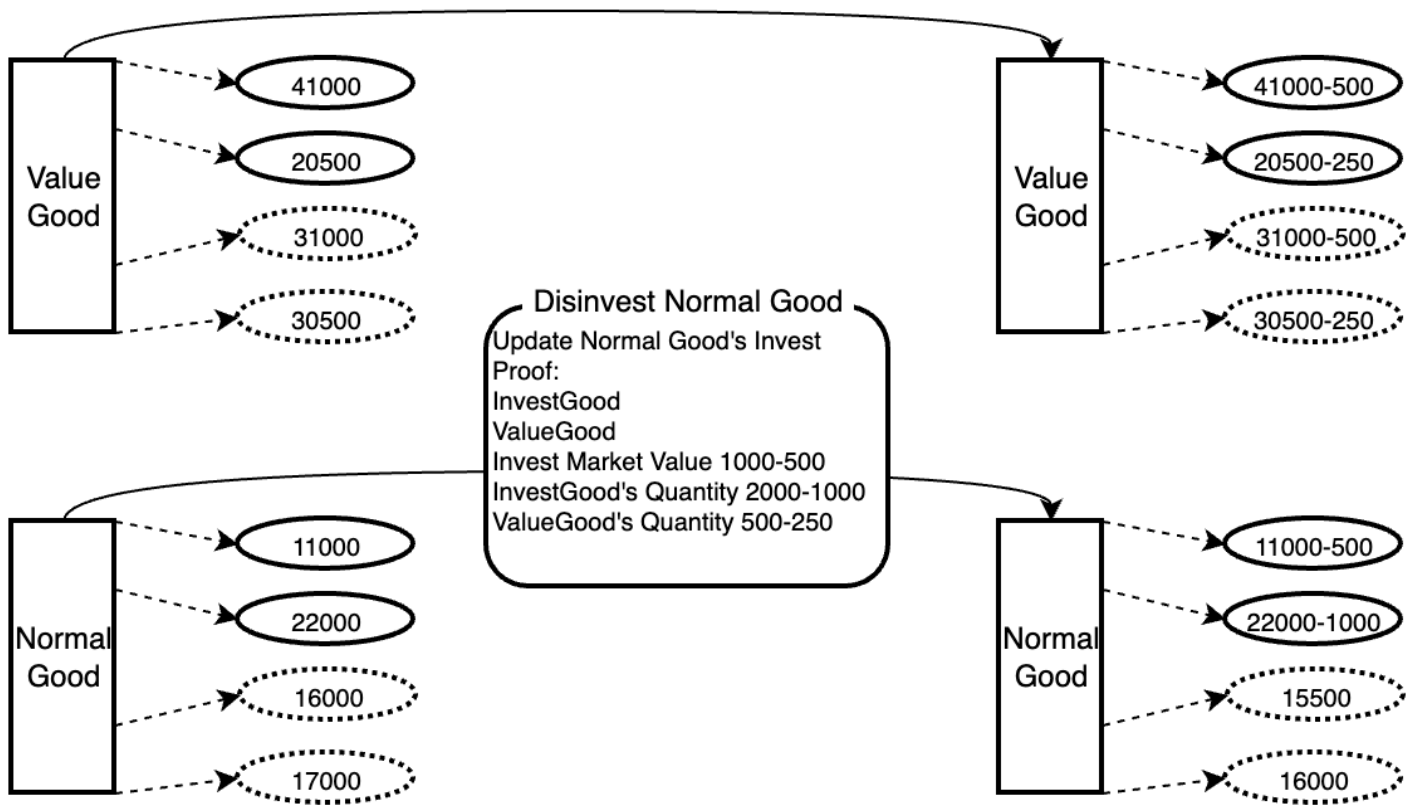 Value
Good
41000
20500
31000
30500
Value
Good
41000-500
20500-250
31000-500
30500-250
Disinvest Normal Good
Update Normal Good's Invest
Proof:
InvestGood
ValueGood
Invest Market Value 1000-500
InvestGood's Quantity 2000-1000
ValueGood's Quantity 500-250
Normal
Good
11000
22000
16000
17000
Normal
Good
11000-500
22000-1000
15500
16000